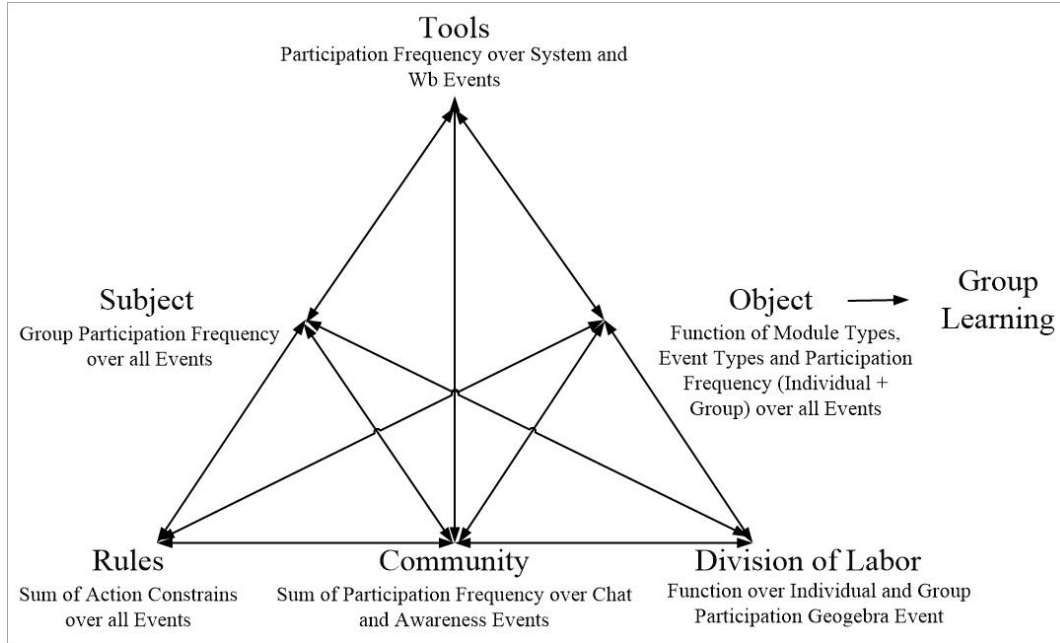 Tools
Participation Frequency over System and
Wb Events
Subject
Group Participation Frequency
over all Events
Object
Function of Module Types,
Event Types and Participation
Frequency (Individual +
Group) over all Events
Group
Learning
Rules
Sum of Action Constrains
over all Events
Community
Sum of Participation Frequency over Chat
and Awareness Events
Division of Labor
Function over Individual and Group
Participation Geogebra Event